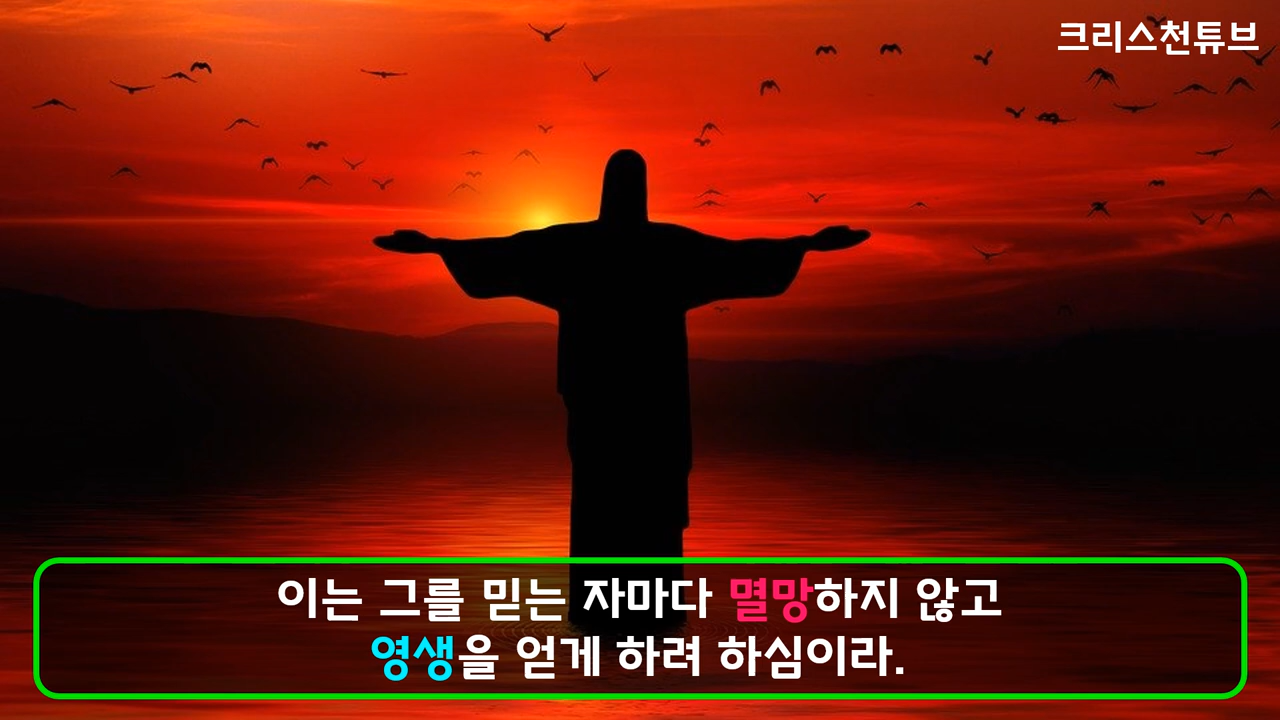 크리스천튜브
이는 그를 믿는 자마다 멸망하지 않고
영생을 얻게 하려 하심이라.